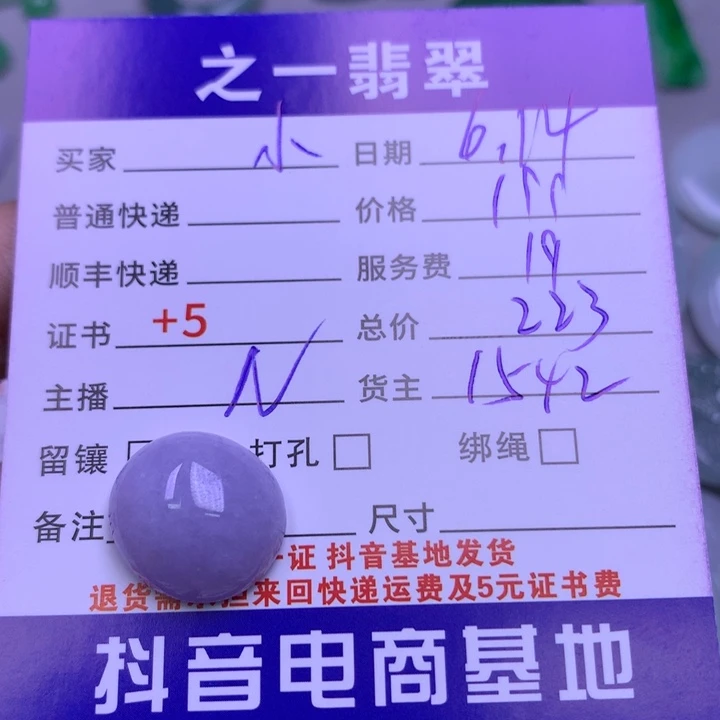 之一翡翠
买家 小 日期 6.14
普通快递 价格
顺丰快递 服务费 19
证书 +5 总价 223
主播 N 货主 1542
留镶 打孔 绑绳
备注 尺寸
证 抖音基地发货
退货需 来回快递运费及5元证书费
抖音电商基地